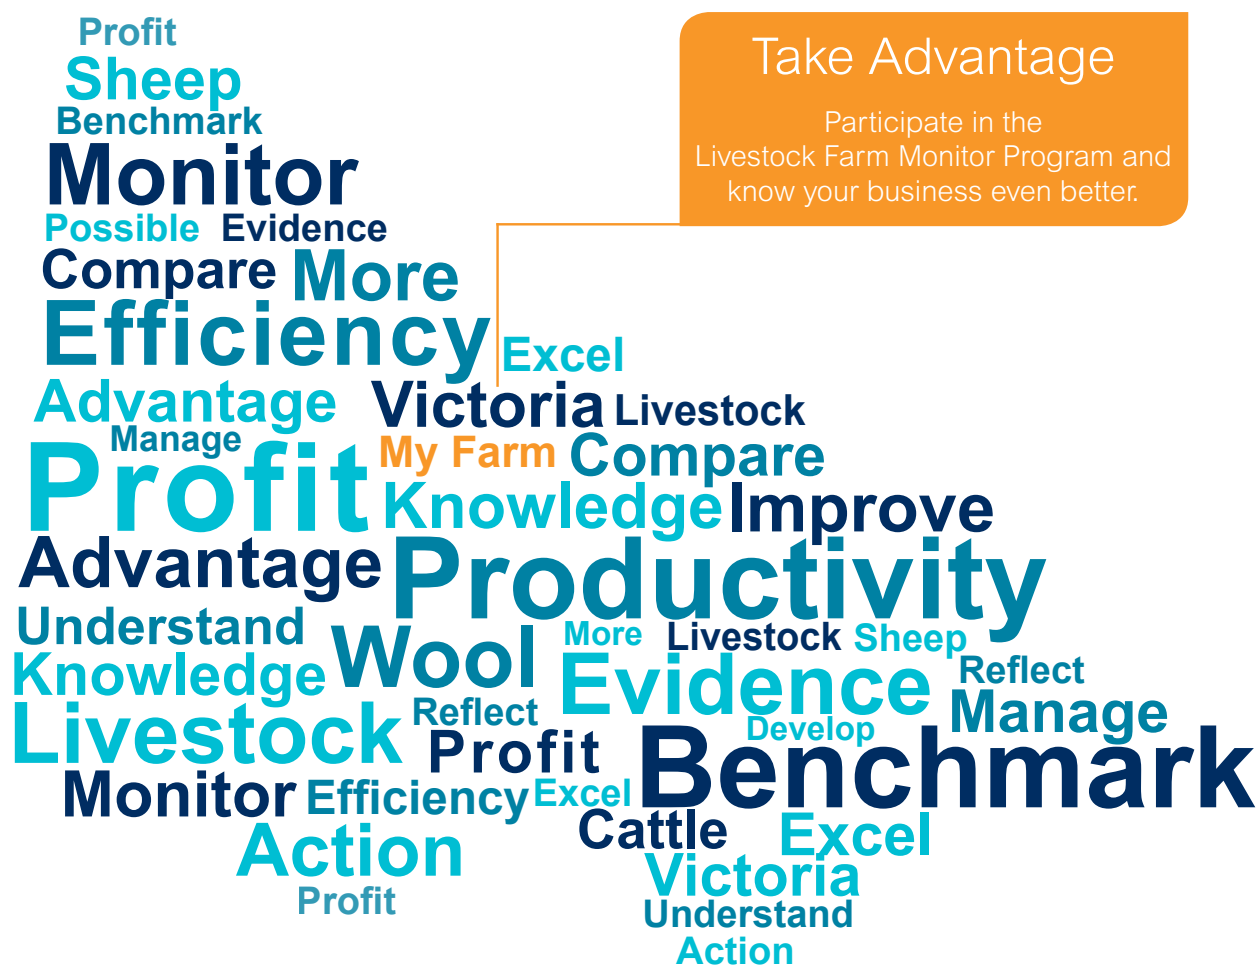 Profit
Take Advantage
Sheep
Benchmark
Participate in the
Monitor
Livestock Farm Monitor Program and
know your business even better.
Possible Evidence
Compare More
Efficiency
Excel
Advantage Victoria Livestock
Manage My Farm Compare
Profit Knowledge Improve
Advantage Productivity
Understand Wool More Livestock Sheep
Knowledge Evidence Reflect
Livestock Reflect Develop Manage
Profit Benchmark
Monitor Efficiency Excel
Cattle Excel
Action Victoria
Profit Understand
Action